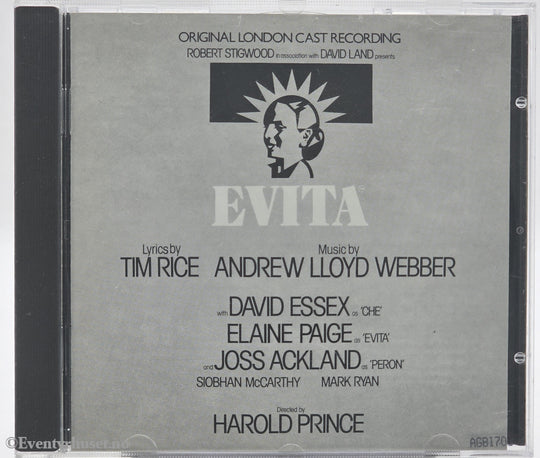 ORIGINAL LONDON CAST RECORDING
ROBERT STIGWOOD in association with DAVID LAND presents
EVITA
Lyrics by Music by
TIM RICE ANDREW LLOYD WEBBER
with DAVID ESSEX as 'CHE'
ELAINE PAIGE as 'EVITA'
and JOSS ACKLAND as 'PERON'
SIOBHAN McCARTHY MARK RYAN
Directed by
HAROLD PRINCE
©Eventyrhuset.no
AGB170